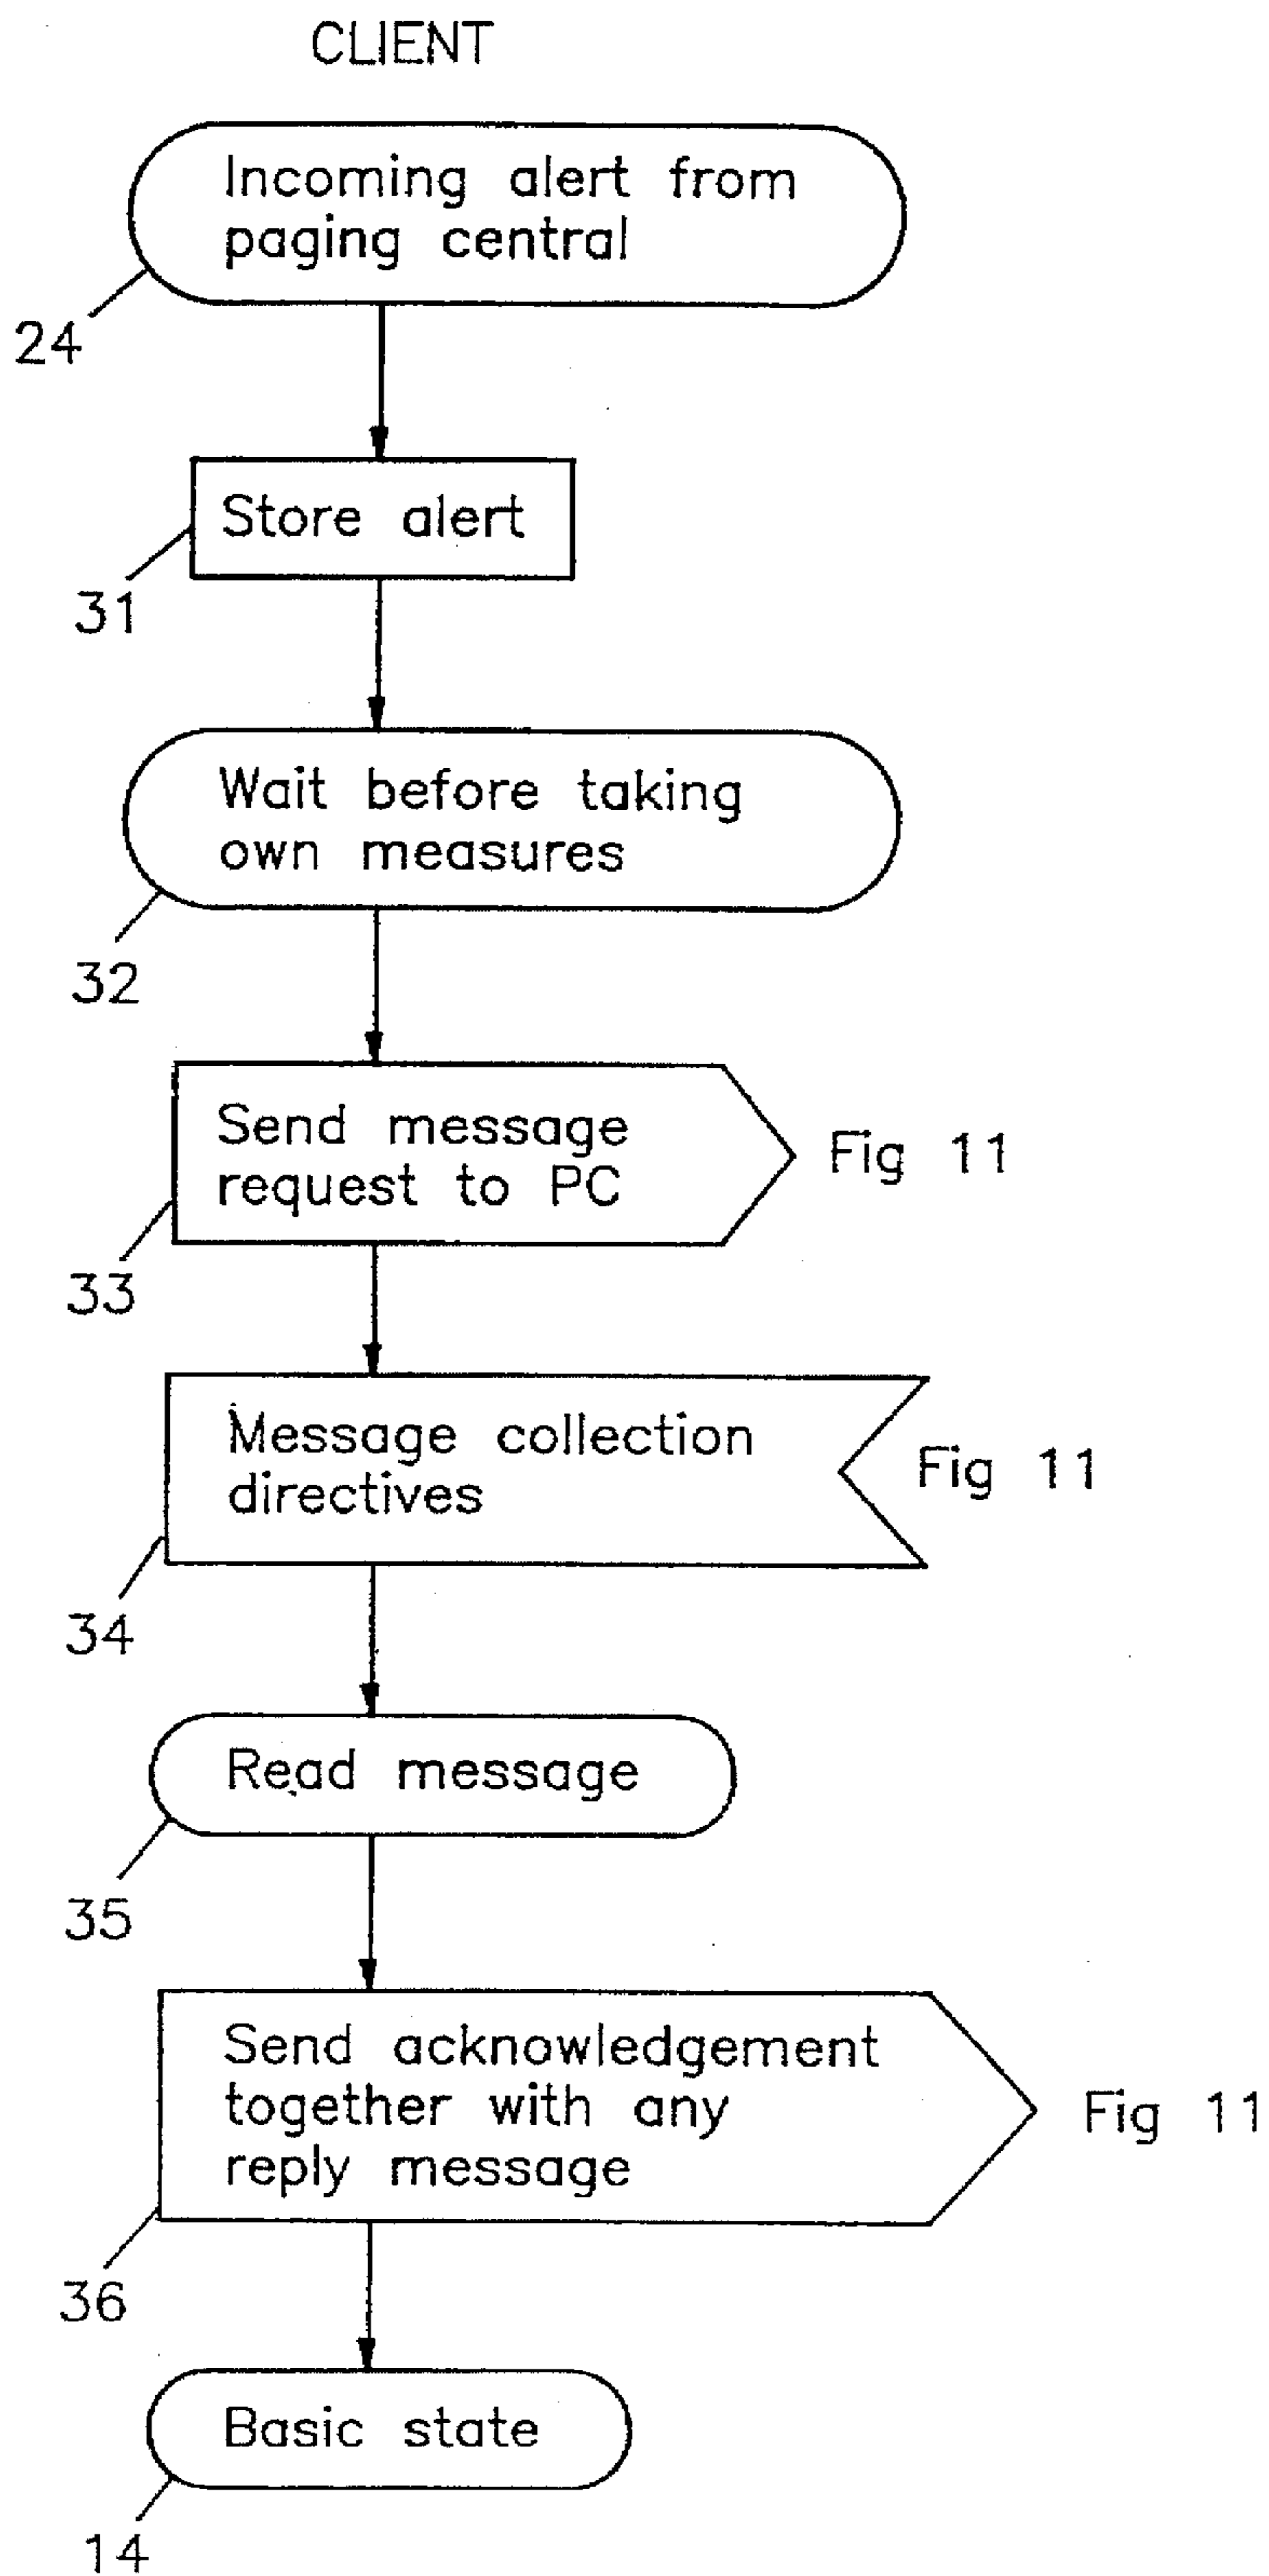 CLIENT
Incoming alert from
paging central
24
Store alert
31
Wait before taking
own measures
32
Send message
request to PC
Fig 11
33
Message collection
directives
Fig 11
34
Read message
35
Send acknowledgement
together with any
reply message
Fig 11
36
Basic state
14